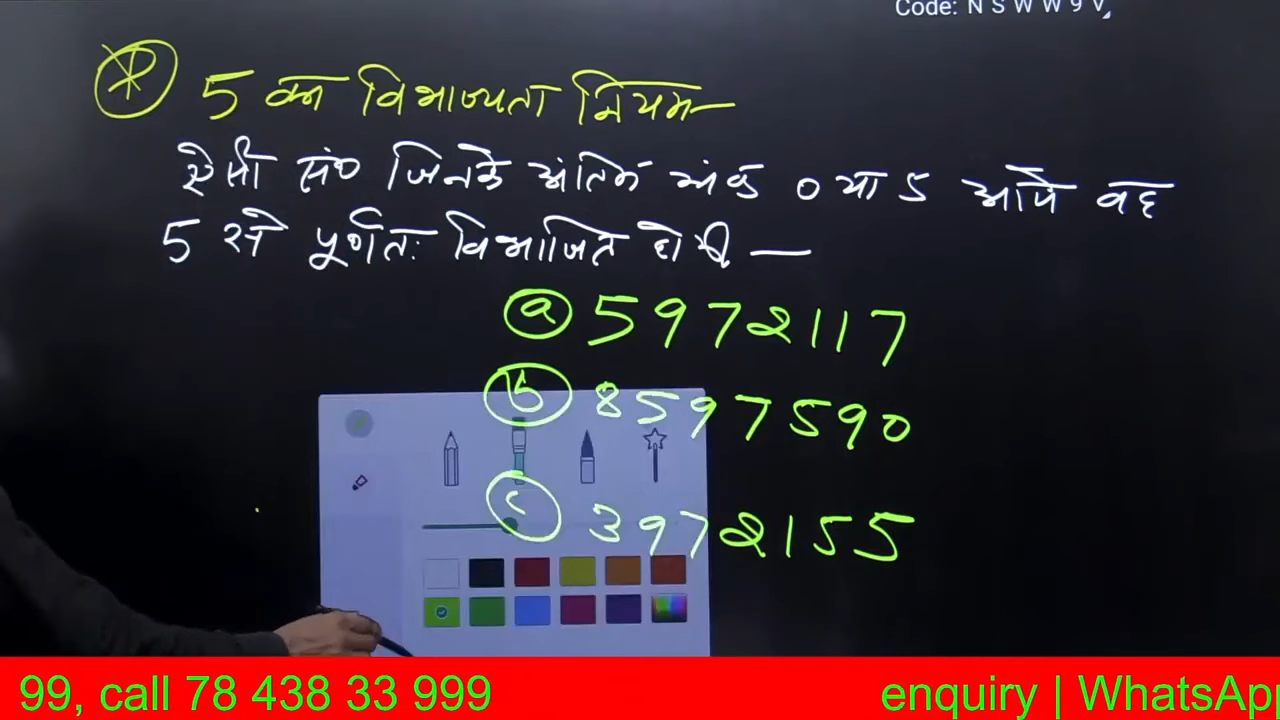 Code: N S W W 9 V
* 5 का विभाज्यता नियम—
ऐसी सं० जिनके अंतिम अंक 0 या 5 आये वह
5 से पूर्णतः विभाजित होगी —
a 5972117
b 8597590
c 3972155
99, call 78 438 33 999 enquiry | WhatsApp